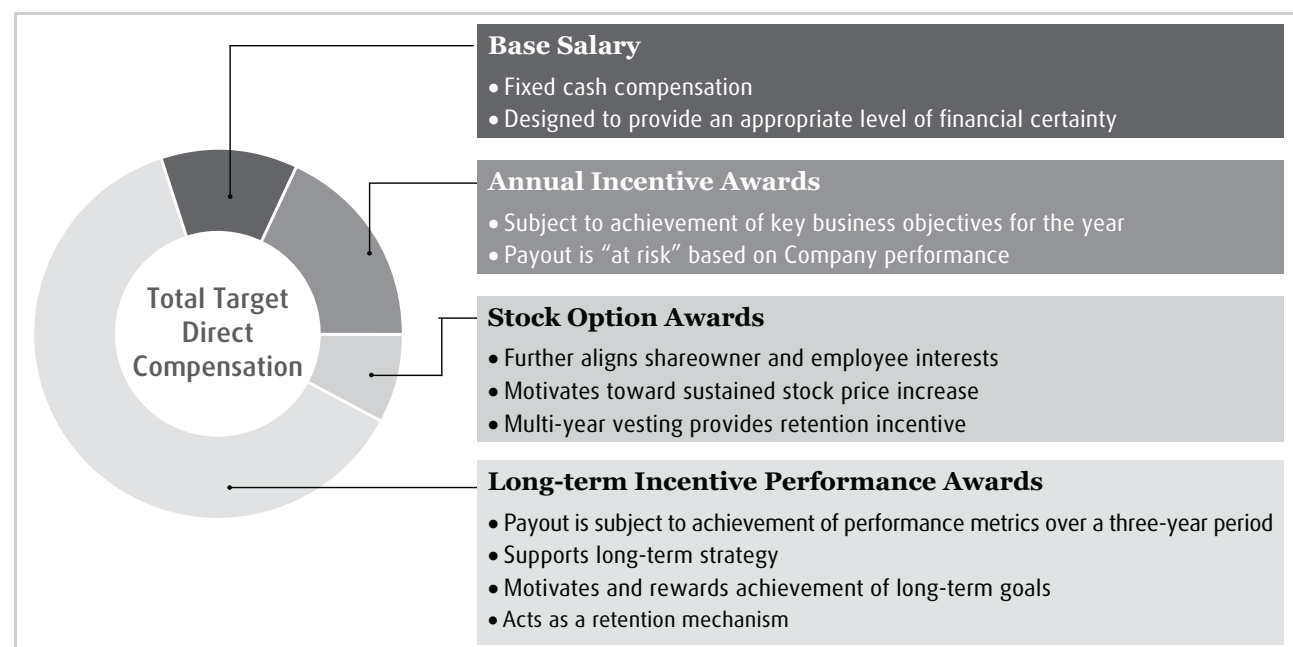 Base Salary
• Fixed cash compensation
• Designed to provide an appropriate level of financial certainty
Annual Incentive Awards
• Subject to achievement of key business objectives for the year
• Payout is “at risk” based on Company performance
Total Target
Direct
Compensation
Stock Option Awards
• Further aligns shareowner and employee interests
• Motivates toward sustained stock price increase
• Multi-year vesting provides retention incentive
Long-term Incentive Performance Awards
• Payout is subject to achievement of performance metrics over a three-year period
• Supports long-term strategy
• Motivates and rewards achievement of long-term goals
• Acts as a retention mechanism